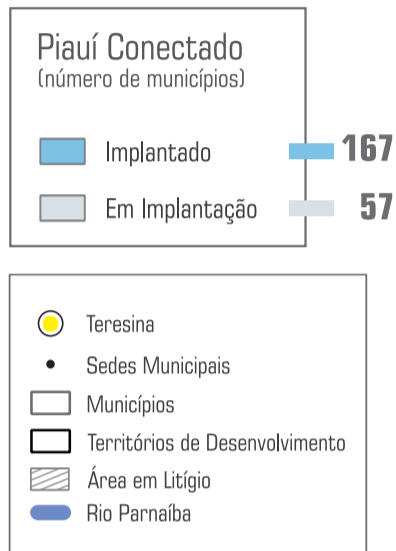 Piauí Conectado
(número de municípios)
Implantado 167
Em Implantação 57
Teresina
Sedes Municipais
Municípios
Territórios de Desenvolvimento
Área em Litígio
Rio Parnaíba